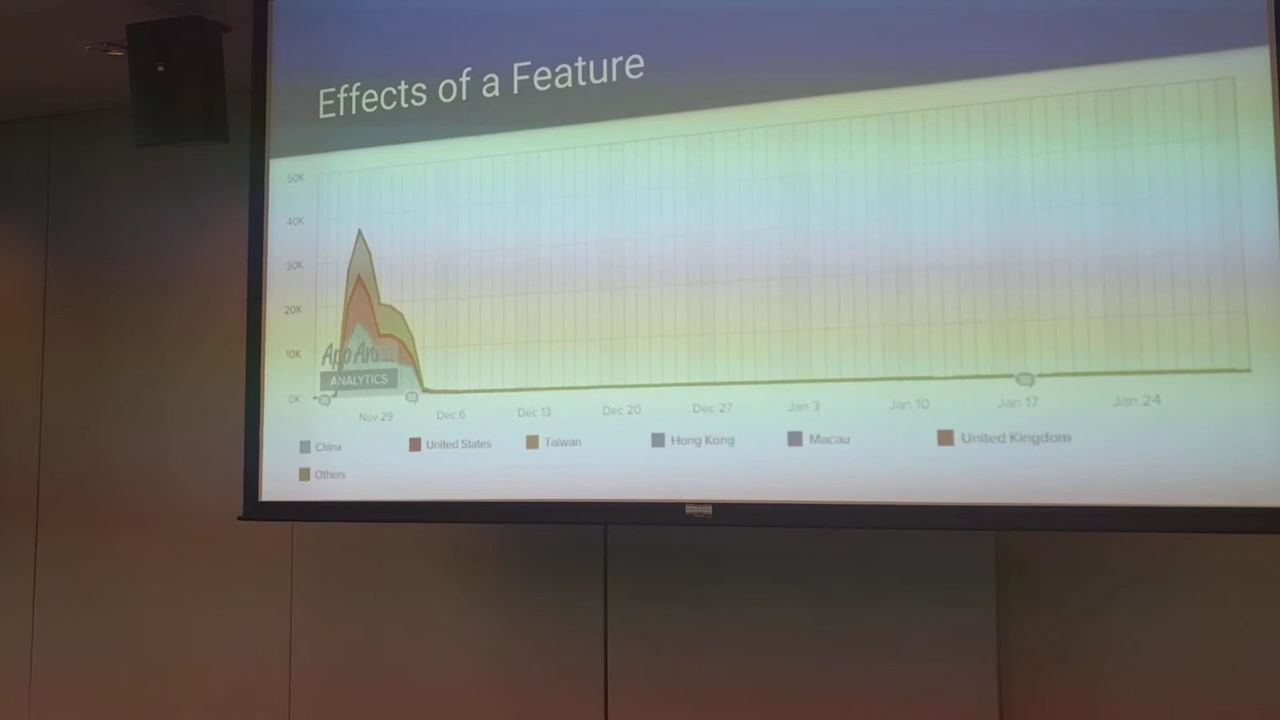 Effects of a Feature
50K
40K
30K
20K
10K
0K
App Annie
ANALYTICS
Nov 29 Dec 6 Dec 13 Dec 20 Dec 27 Jan 3 Jan 10 Jan 17 Jan 24
China United States Taiwan Hong Kong Macau United Kingdom
Others